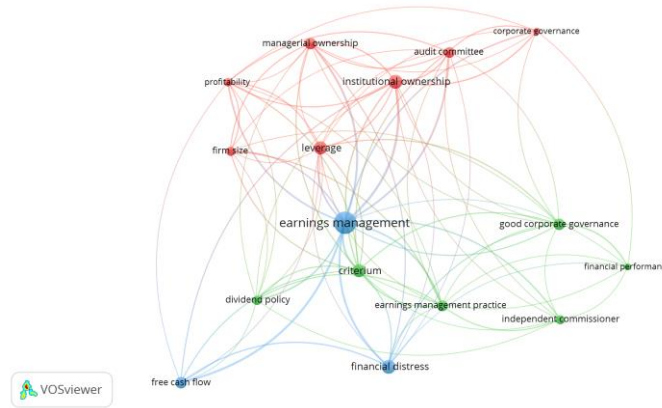 corporate governance
managerial ownership
audit committee
profitability
institutional ownership
leverage
firm size
earnings management
good corporate governance
criterium
financial performan
dividend policy
earnings management practice
independent commissioner
financial distress
free cash flow
VOSviewer